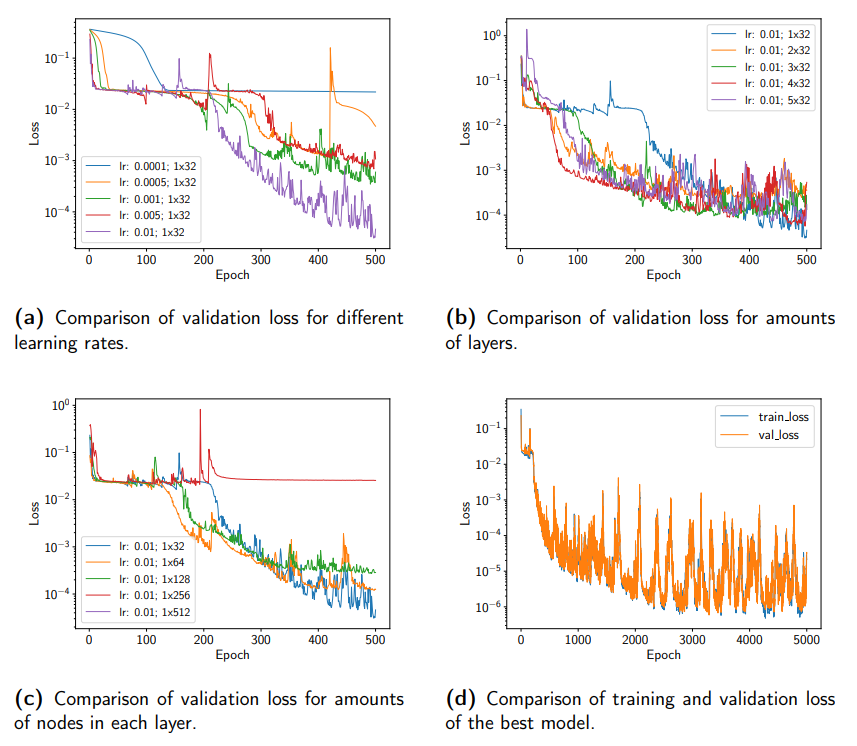 10⁻¹
10⁻²
10⁻³
10⁻⁴
Loss
lr: 0.0001; 1x32
lr: 0.0005; 1x32
lr: 0.001; 1x32
lr: 0.005; 1x32
lr: 0.01; 1x32
0 100 200 300 400 500
Epoch
(a) Comparison of validation loss for different
learning rates.
10⁰
10⁻¹
10⁻²
10⁻³
10⁻⁴
Loss
lr: 0.01; 1x32
lr: 0.01; 2x32
lr: 0.01; 3x32
lr: 0.01; 4x32
lr: 0.01; 5x32
0 100 200 300 400 500
Epoch
(b) Comparison of validation loss for amounts
of layers.
10⁰
10⁻¹
10⁻²
10⁻³
10⁻⁴
Loss
lr: 0.01; 1x32
lr: 0.01; 1x64
lr: 0.01; 1x128
lr: 0.01; 1x256
lr: 0.01; 1x512
0 100 200 300 400 500
Epoch
(c) Comparison of validation loss for amounts
of nodes in each layer.
10⁻¹
10⁻²
10⁻³
10⁻⁴
10⁻⁵
10⁻⁶
Loss
train_loss
val_loss
0 1000 2000 3000 4000 5000
Epoch
(d) Comparison of training and validation loss
of the best model.